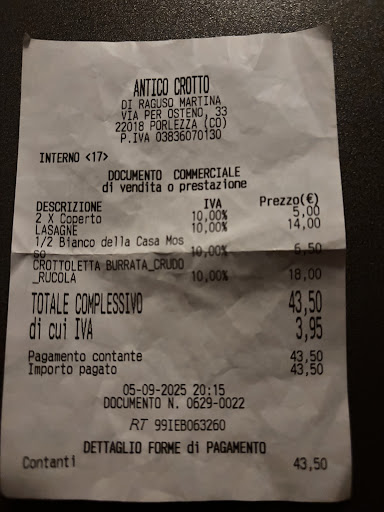 ANTICO CROTTO
DI RAGUSO MARTINA
VIA PER OSTENO, 33
22018 PORLEZZA (CO)
P.IVA 03836070130
INTERNO <17>
DOCUMENTO COMMERCIALE
di vendita o prestazione
DESCRIZIONE IVA Prezzo(€)
2 X Coperto 10,00% 5,00
LASAGNE 10,00% 14,00
1/2 Bianco della Casa Mos
so 10,00% 6,50
CROTTOLETTA BURRATA_CRUDO
_RUCOLA 10,00% 18,00
TOTALE COMPLESSIVO 43,50
di cui IVA 3,95
Pagamento contante 43,50
Importo pagato 43,50
05-09-2025 20:15
DOCUMENTO N. 0629-0022
RT 99IEB063260
DETTAGLIO FORME di PAGAMENTO
Contanti 43,50